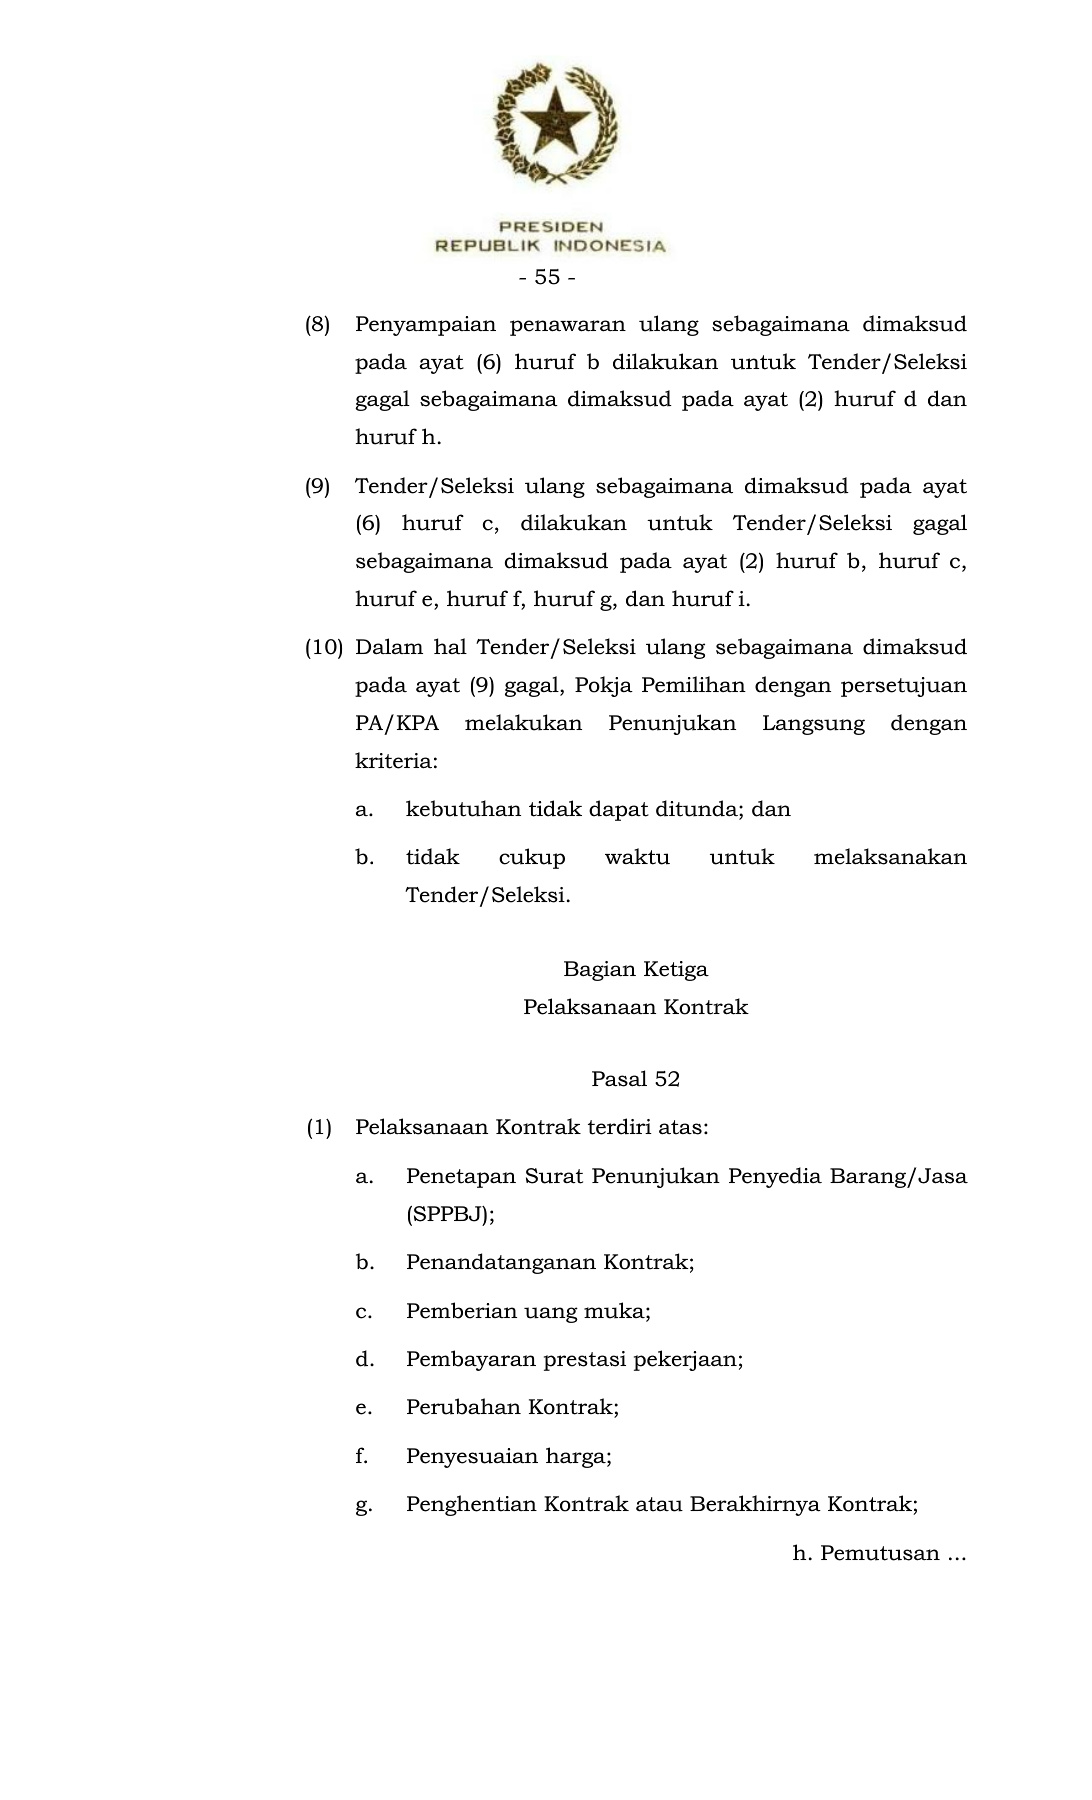 PRESIDEN
REPUBLIK INDONESIA
- 55 -
(8) Penyampaian penawaran ulang sebagaimana dimaksud
pada ayat (6) huruf b dilakukan untuk Tender/Seleksi
gagal sebagaimana dimaksud pada ayat (2) huruf d dan
huruf h.
(9) Tender/Seleksi ulang sebagaimana dimaksud pada ayat
(6) huruf c, dilakukan untuk Tender/Seleksi gagal
sebagaimana dimaksud pada ayat (2) huruf b, huruf c,
huruf e, huruf f, huruf g, dan huruf i.
(10) Dalam hal Tender/Seleksi ulang sebagaimana dimaksud
pada ayat (9) gagal, Pokja Pemilihan dengan persetujuan
PA/KPA melakukan Penunjukan Langsung dengan
kriteria:
a. kebutuhan tidak dapat ditunda; dan
b. tidak cukup waktu untuk melaksanakan
Tender/Seleksi.
Bagian Ketiga
Pelaksanaan Kontrak
Pasal 52
(1) Pelaksanaan Kontrak terdiri atas:
a. Penetapan Surat Penunjukan Penyedia Barang/Jasa
(SPPBJ);
b. Penandatanganan Kontrak;
c. Pemberian uang muka;
d. Pembayaran prestasi pekerjaan;
e. Perubahan Kontrak;
f. Penyesuaian harga;
g. Penghentian Kontrak atau Berakhirnya Kontrak;
h. Pemutusan ...